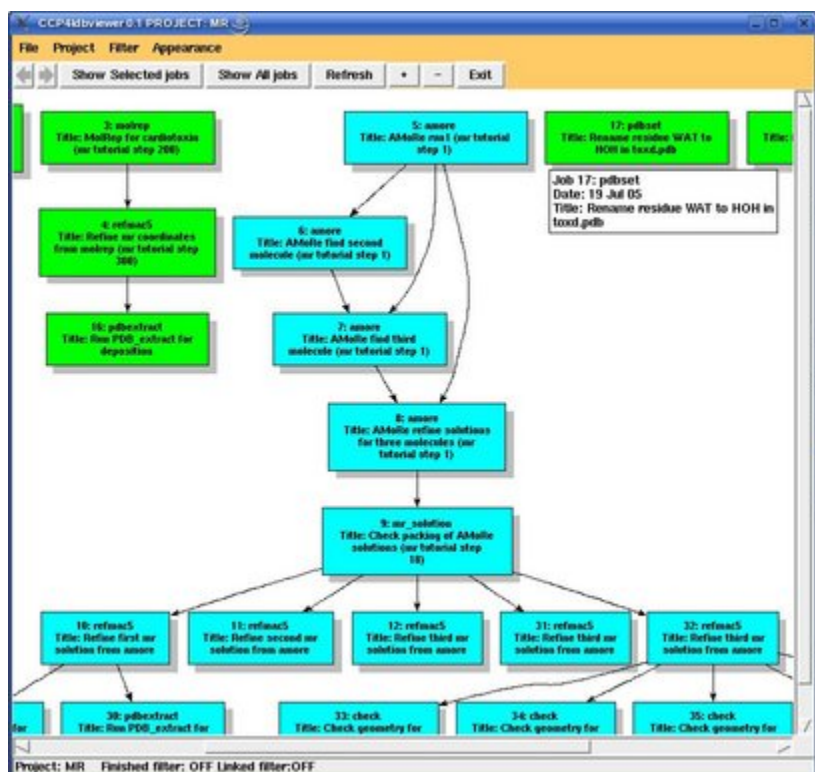 CCP4idbviewer 0.1 PROJECT: MR
File Project Filter Appearance
Show Selected jobs Show All jobs Refresh + - Exit
3: molrep
Title: MolRep for cardiotoxin
(mr tutorial step 200)
5: amore
Title: AMoRe run1 (mr tutorial
step 1)
17: pdbset
Title: Rename residue WAT to
HOH in toxd.pdb
Title:
Job 17: pdbset
Date: 19 Jul 05
Title: Rename residue WAT to HOH in
toxd.pdb
4: refmac5
Title: Refine mr coordinates
from molrep (mr tutorial step
300)
6: amore
Title: AMoRe find second
molecule (mr tutorial step 1)
16: pdbextract
Title: Run PDB_extract for
deposition
7: amore
Title: AMoRe find third
molecule (mr tutorial step 1)
8: amore
Title: AMoRe refine solutions
for three molecules (mr
tutorial step 1)
9: mr_solution
Title: Check packing of AMoRe
solutions (mr tutorial step
10)
10: refmac5
Title: Refine first mr
solution from amore
11: refmac5
Title: Refine second mr
solution from amore
12: refmac5
Title: Refine third mr
solution from amore
31: refmac5
Title: Refine third mr
solution from amore
32: refmac5
Title: Refine third mr
solution from amore
for
30: pdbextract
Title: Run PDB_extract for
33: check
Title: Check geometry for
34: check
Title: Check geometry for
35: check
Title: Check geometry for
Project: MR Finished filter: OFF Linked filter:OFF